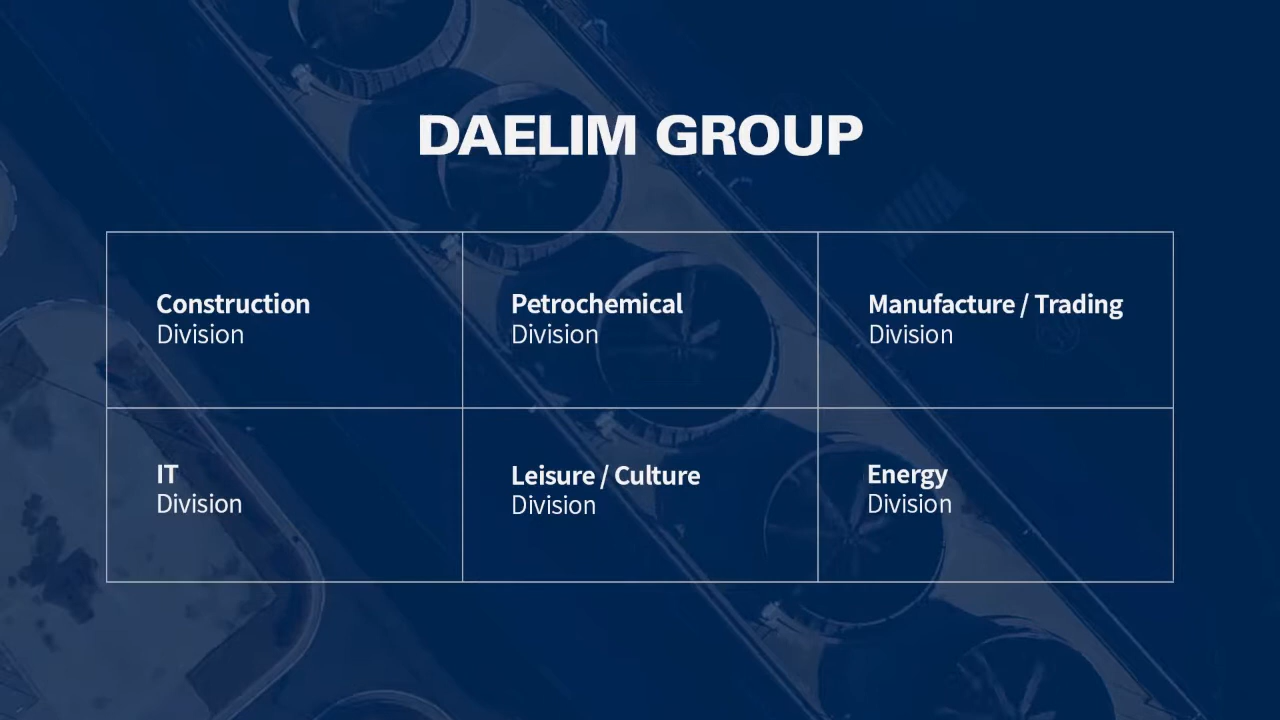 DAELIM GROUP
Construction
Division
Petrochemical
Division
Manufacture / Trading
Division
IT
Division
Leisure / Culture
Division
Energy
Division